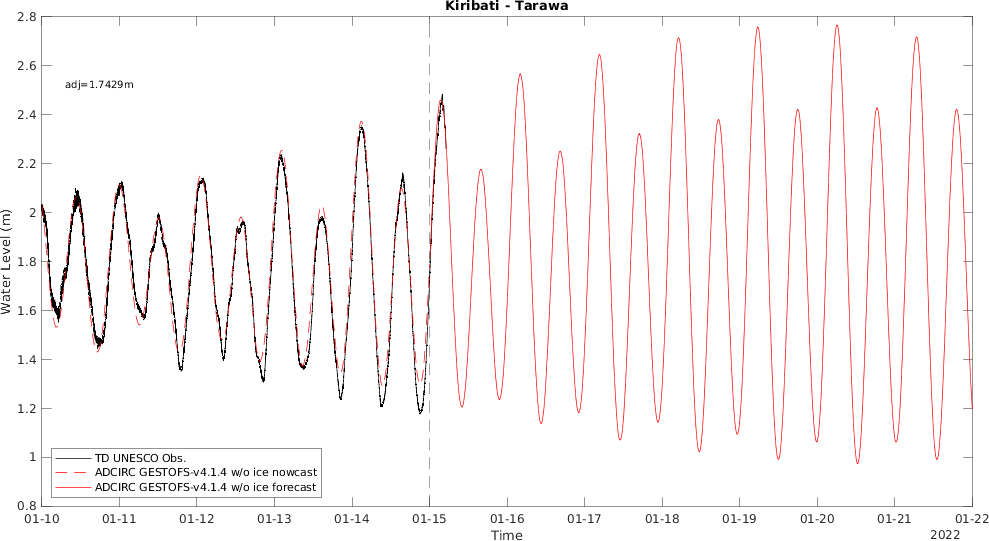 Kiribati - Tarawa
adj=1.7429m
Water Level (m)
2.8
2.6
2.4
2.2
2
1.8
1.6
1.4
1.2
1
0.8
TD UNESCO Obs.
ADCIRC GESTOFS-v4.1.4 w/o ice nowcast
ADCIRC GESTOFS-v4.1.4 w/o ice forecast
01-10 01-11 01-12 01-13 01-14 01-15 01-16 01-17 01-18 01-19 01-20 01-21 01-22
Time
2022